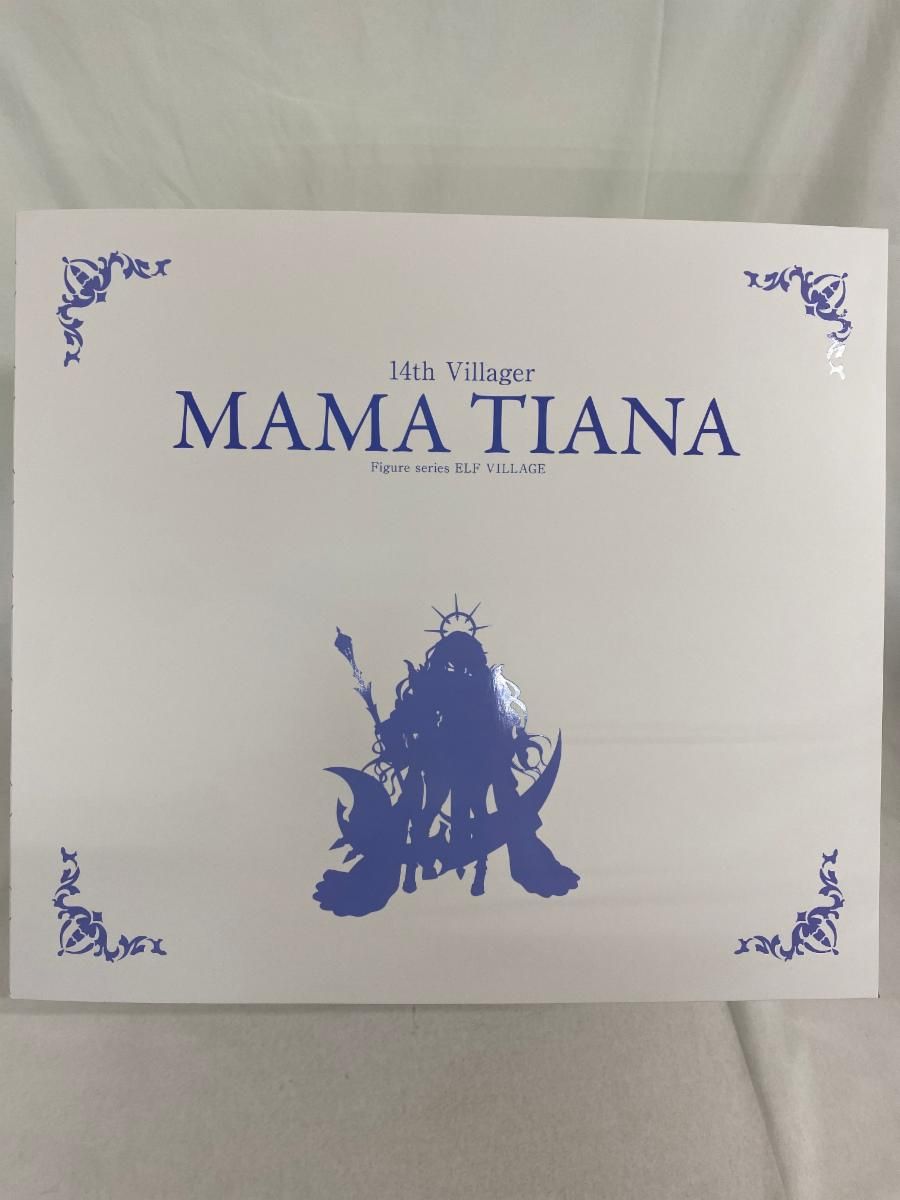 14th Villager
MAMA TIANA
Figure series ELF VILLAGE